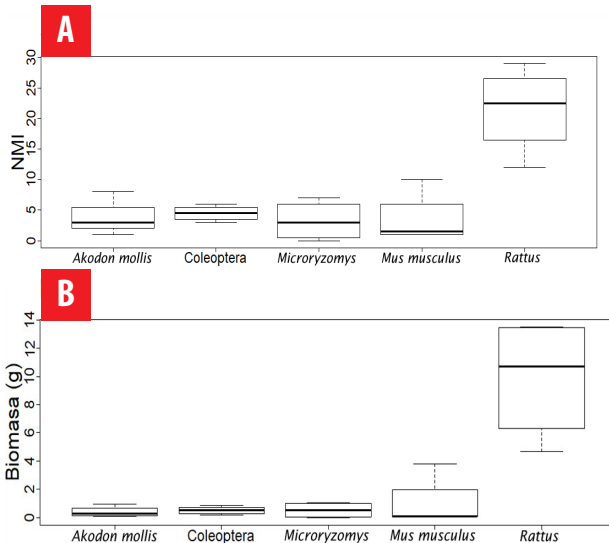 A
NMI
30
25
20
15
10
5
0
Akodon mollis Coleoptera Microryzomys Mus musculus Rattus
B
Biomasa (g)
14
12
10
8
6
4
2
0
Akodon mollis Coleoptera Microryzomys Mus musculus Rattus